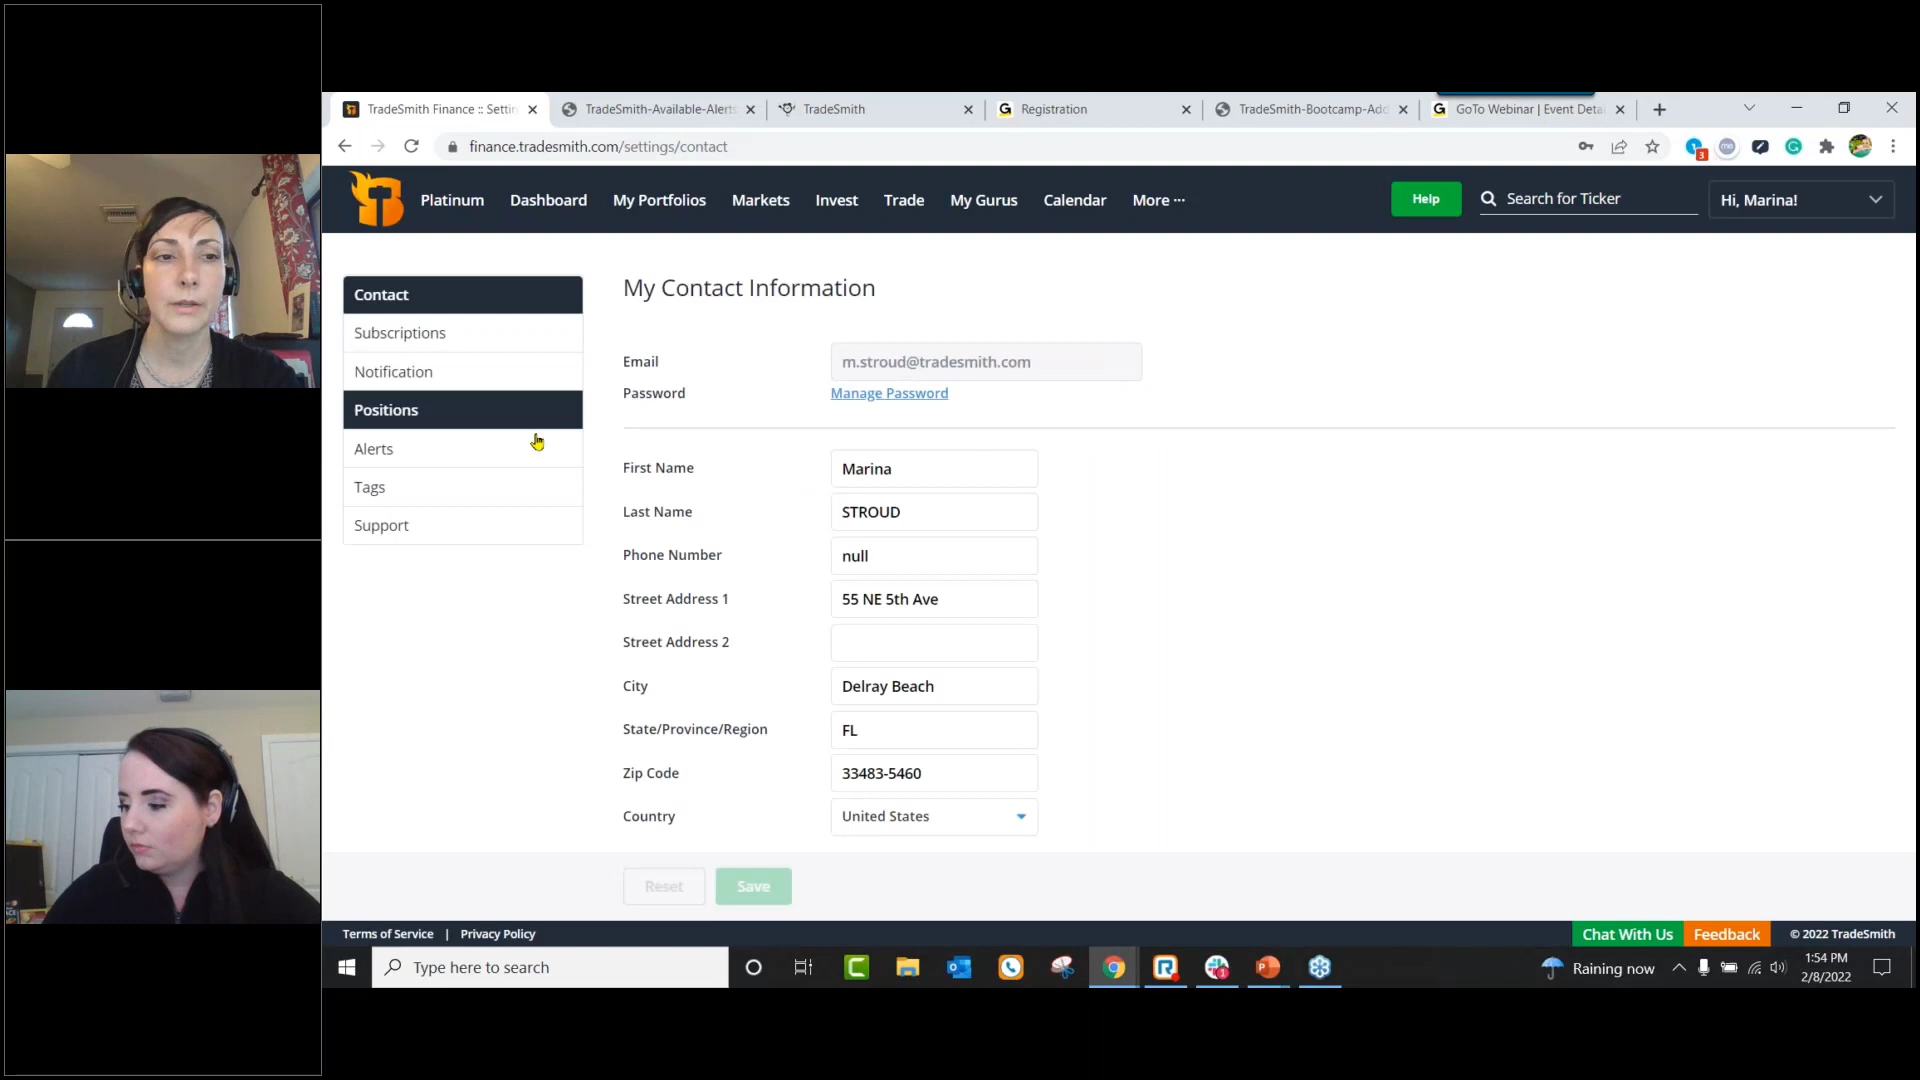 TradeSmith Finance :: Settin
TradeSmith-Available-Alerts
TradeSmith
Registration
TradeSmith-Bootcamp-Add
GoTo Webinar | Event Detai
finance.tradesmith.com/settings/contact
3
Platinum
Dashboard
My Portfolios
Markets
Invest
Trade
My Gurus
Calendar
More ···
Help
Search for Ticker
Hi, Marina!
Contact
Subscriptions
Notification
Positions
Alerts
Tags
Support
My Contact Information
Email m.stroud@tradesmith.com
Password Manage Password
First Name Marina
Last Name STROUD
Phone Number null
Street Address 1 55 NE 5th Ave
Street Address 2
City Delray Beach
State/Province/Region FL
Zip Code 33483-5460
Country United States
Reset Save
Terms of Service | Privacy Policy
Chat With Us
Feedback
© 2022 TradeSmith
Type here to search
Raining now
1:54 PM
2/8/2022